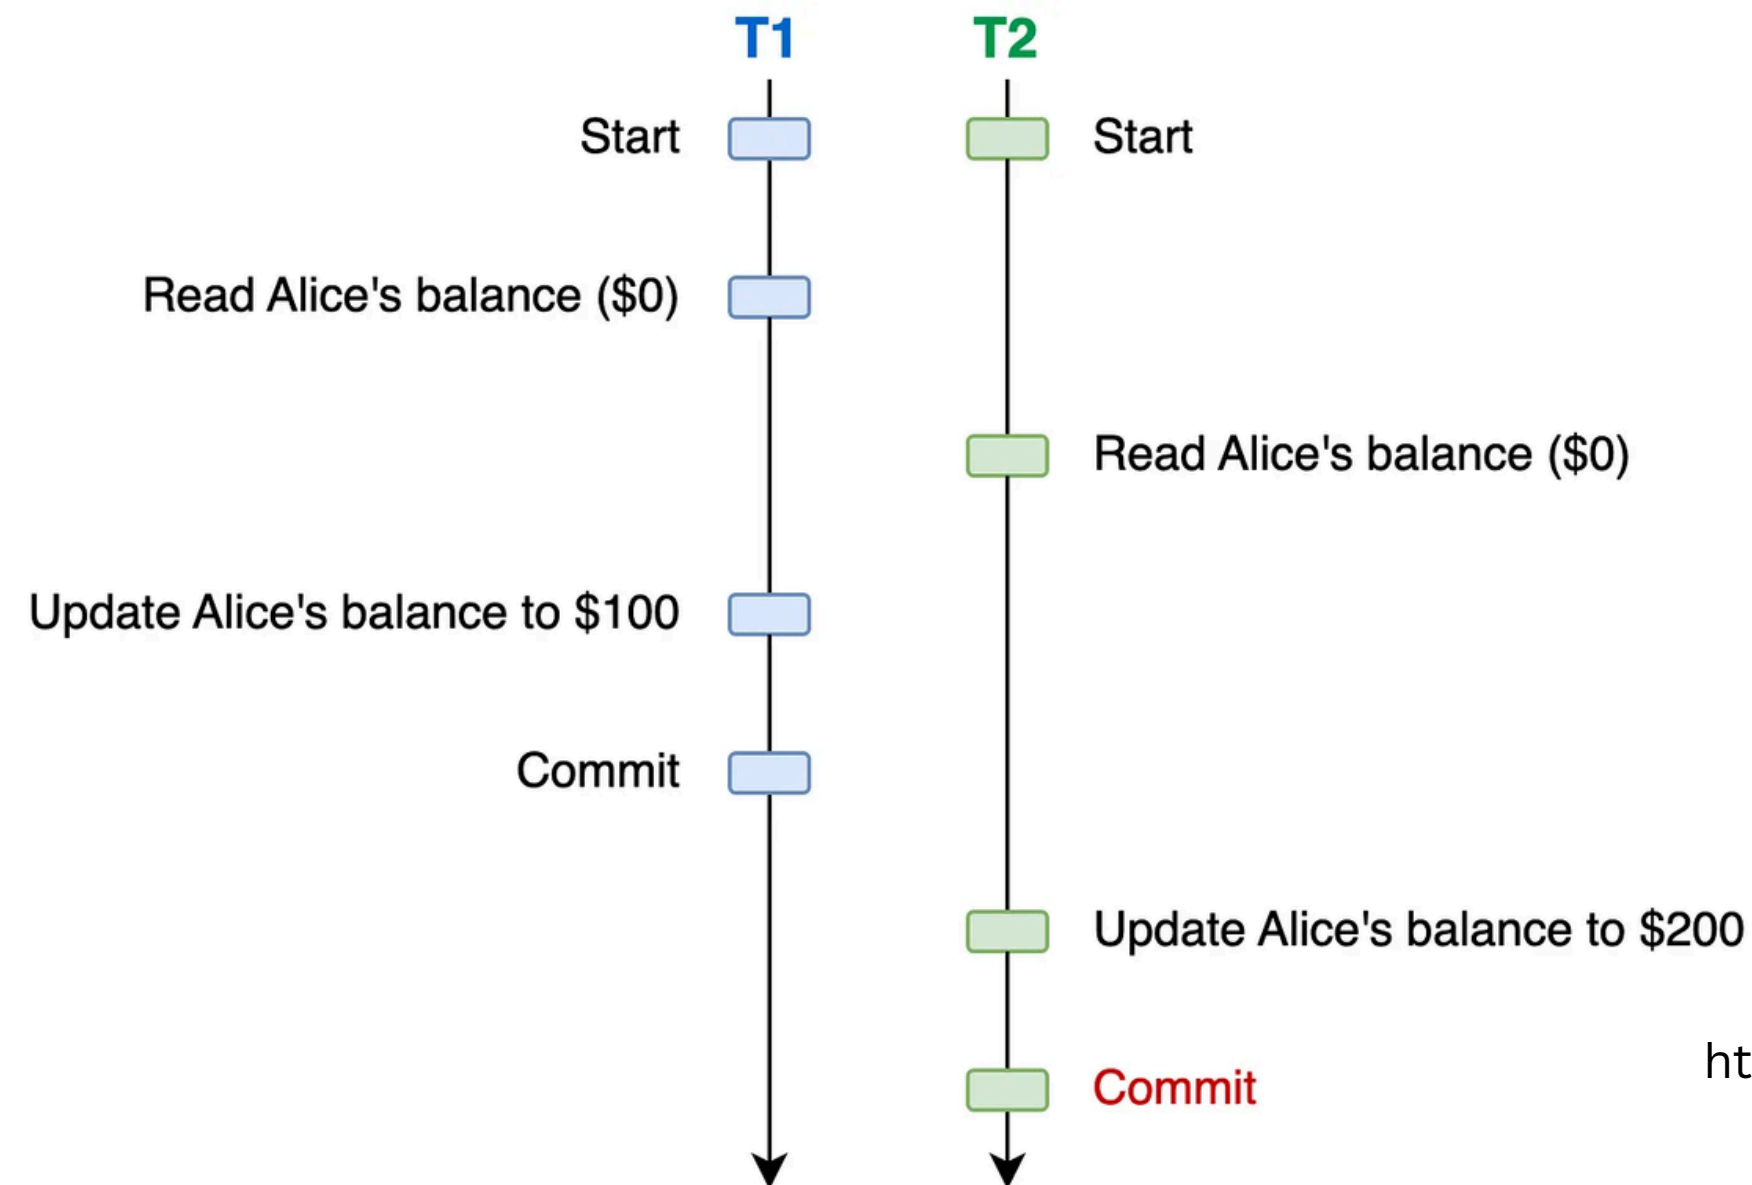 T1 T2
Start Start
Read Alice's balance ($0)
Read Alice's balance ($0)
Update Alice's balance to $100
Commit
Update Alice's balance to $200
ht
Commit